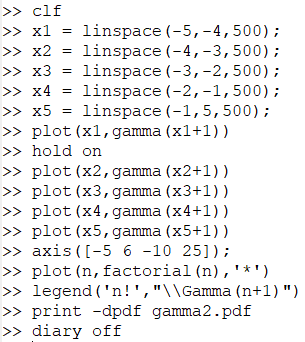 >> clf
>> x1 = linspace(-5,-4,500);
>> x2 = linspace(-4,-3,500);
>> x3 = linspace(-3,-2,500);
>> x4 = linspace(-2,-1,500);
>> x5 = linspace(-1,5,500);
>> plot(x1,gamma(x1+1))
>> hold on
>> plot(x2,gamma(x2+1))
>> plot(x3,gamma(x3+1))
>> plot(x4,gamma(x4+1))
>> plot(x5,gamma(x5+1))
>> axis([-5 6 -10 25]);
>> plot(n,factorial(n),'*')
>> legend('n!',"\\Gamma(n+1)")
>> print -dpdf gamma2.pdf
>> diary off